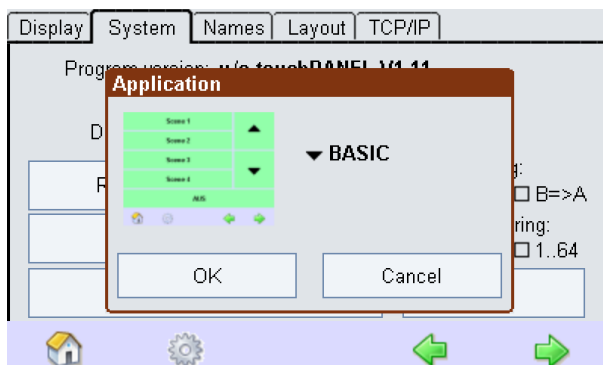 Display System Names Layout TCP/IP
Application
Scene 1
Scene 2
Scene 3
Scene 4
AUS
BASIC
B=>A
ring:
1..64
OK Cancel